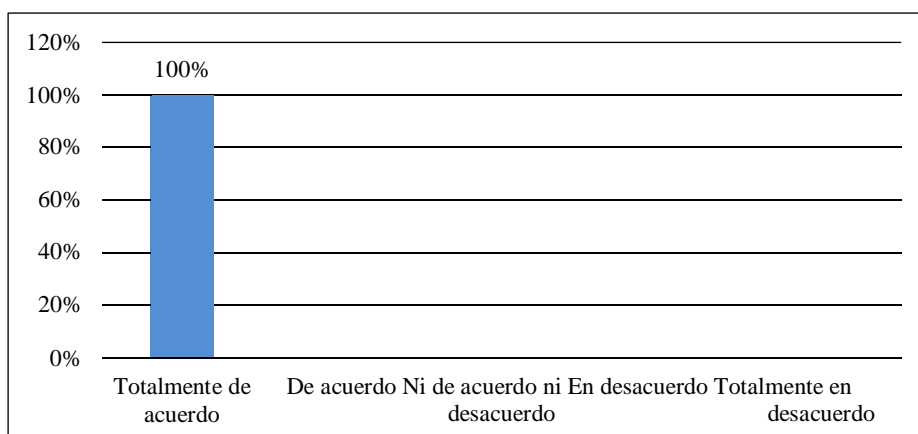 120%
100%
100%
80%
60%
40%
20%
0%
Totalmente de acuerdo
De acuerdo Ni de acuerdo ni En desacuerdo Totalmente en
desacuerdo desacuerdo